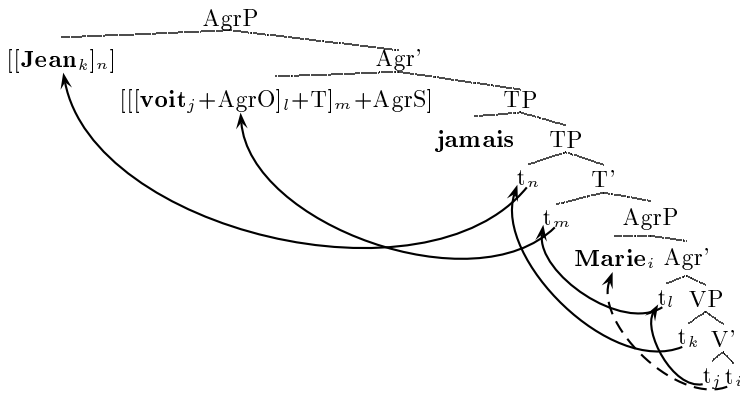 AgrP
[[Jeanₖ]ₙ] Agr'
[[[voitⱼ+AgrO]ₗ+T]ₘ+AgrS] TP
jamais TP
tₙ T'
tₘ AgrP
Marieᵢ Agr'
tₗ VP
tₖ V'
tⱼ tᵢ